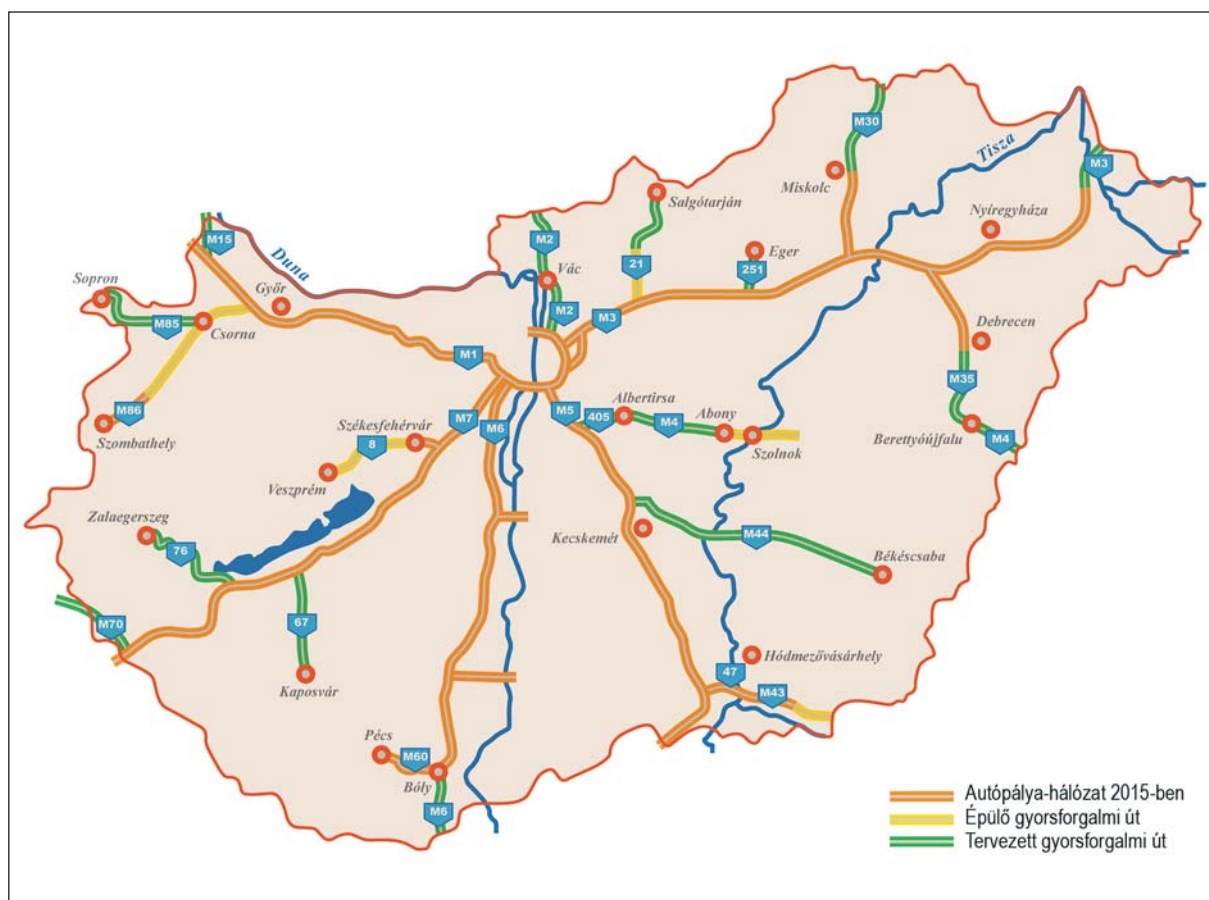 M30
Tisza
Miskolc
M3
Salgótarján
Nyíregyháza
M15
Duna
M2
Eger
Vác
21
251
Sopron
Győr
M2
M3
M85
Csorna
Debrecen
M1
M35
M86
Szombathely
M7
M6
M5
405
Albertirsa
M4
Abony
Székesfehérvár
8
Szolnok
Berettyóújfalu
M4
Veszprém
Zalaegerszeg
76
Kecskemét
M44
Békéscsaba
M70
67
Kaposvár
Hódmezővásárhely
47
M43
Pécs
M60
Bóly
M6
Autópálya-hálózat 2015-ben
Épülő gyorsforgalmi út
Tervezett gyorsforgalmi út